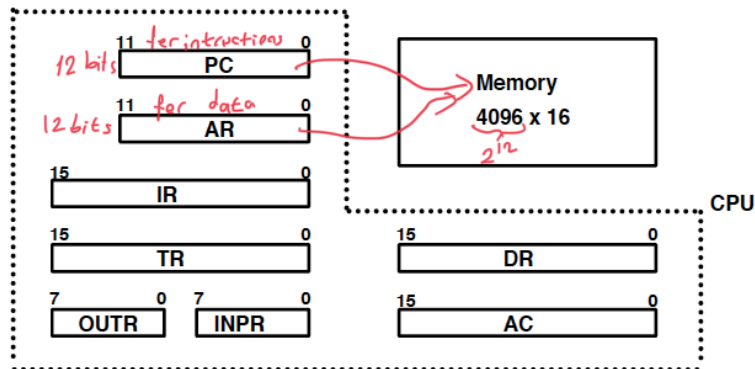 11 for intructions 0
12 bits PC
Memory
11 for data 0
4096 x 16
12 bits AR
2^12
15 0
IR
CPU
15 0 15 0
TR DR
7 0 7 0 15 0
OUTR INPR AC